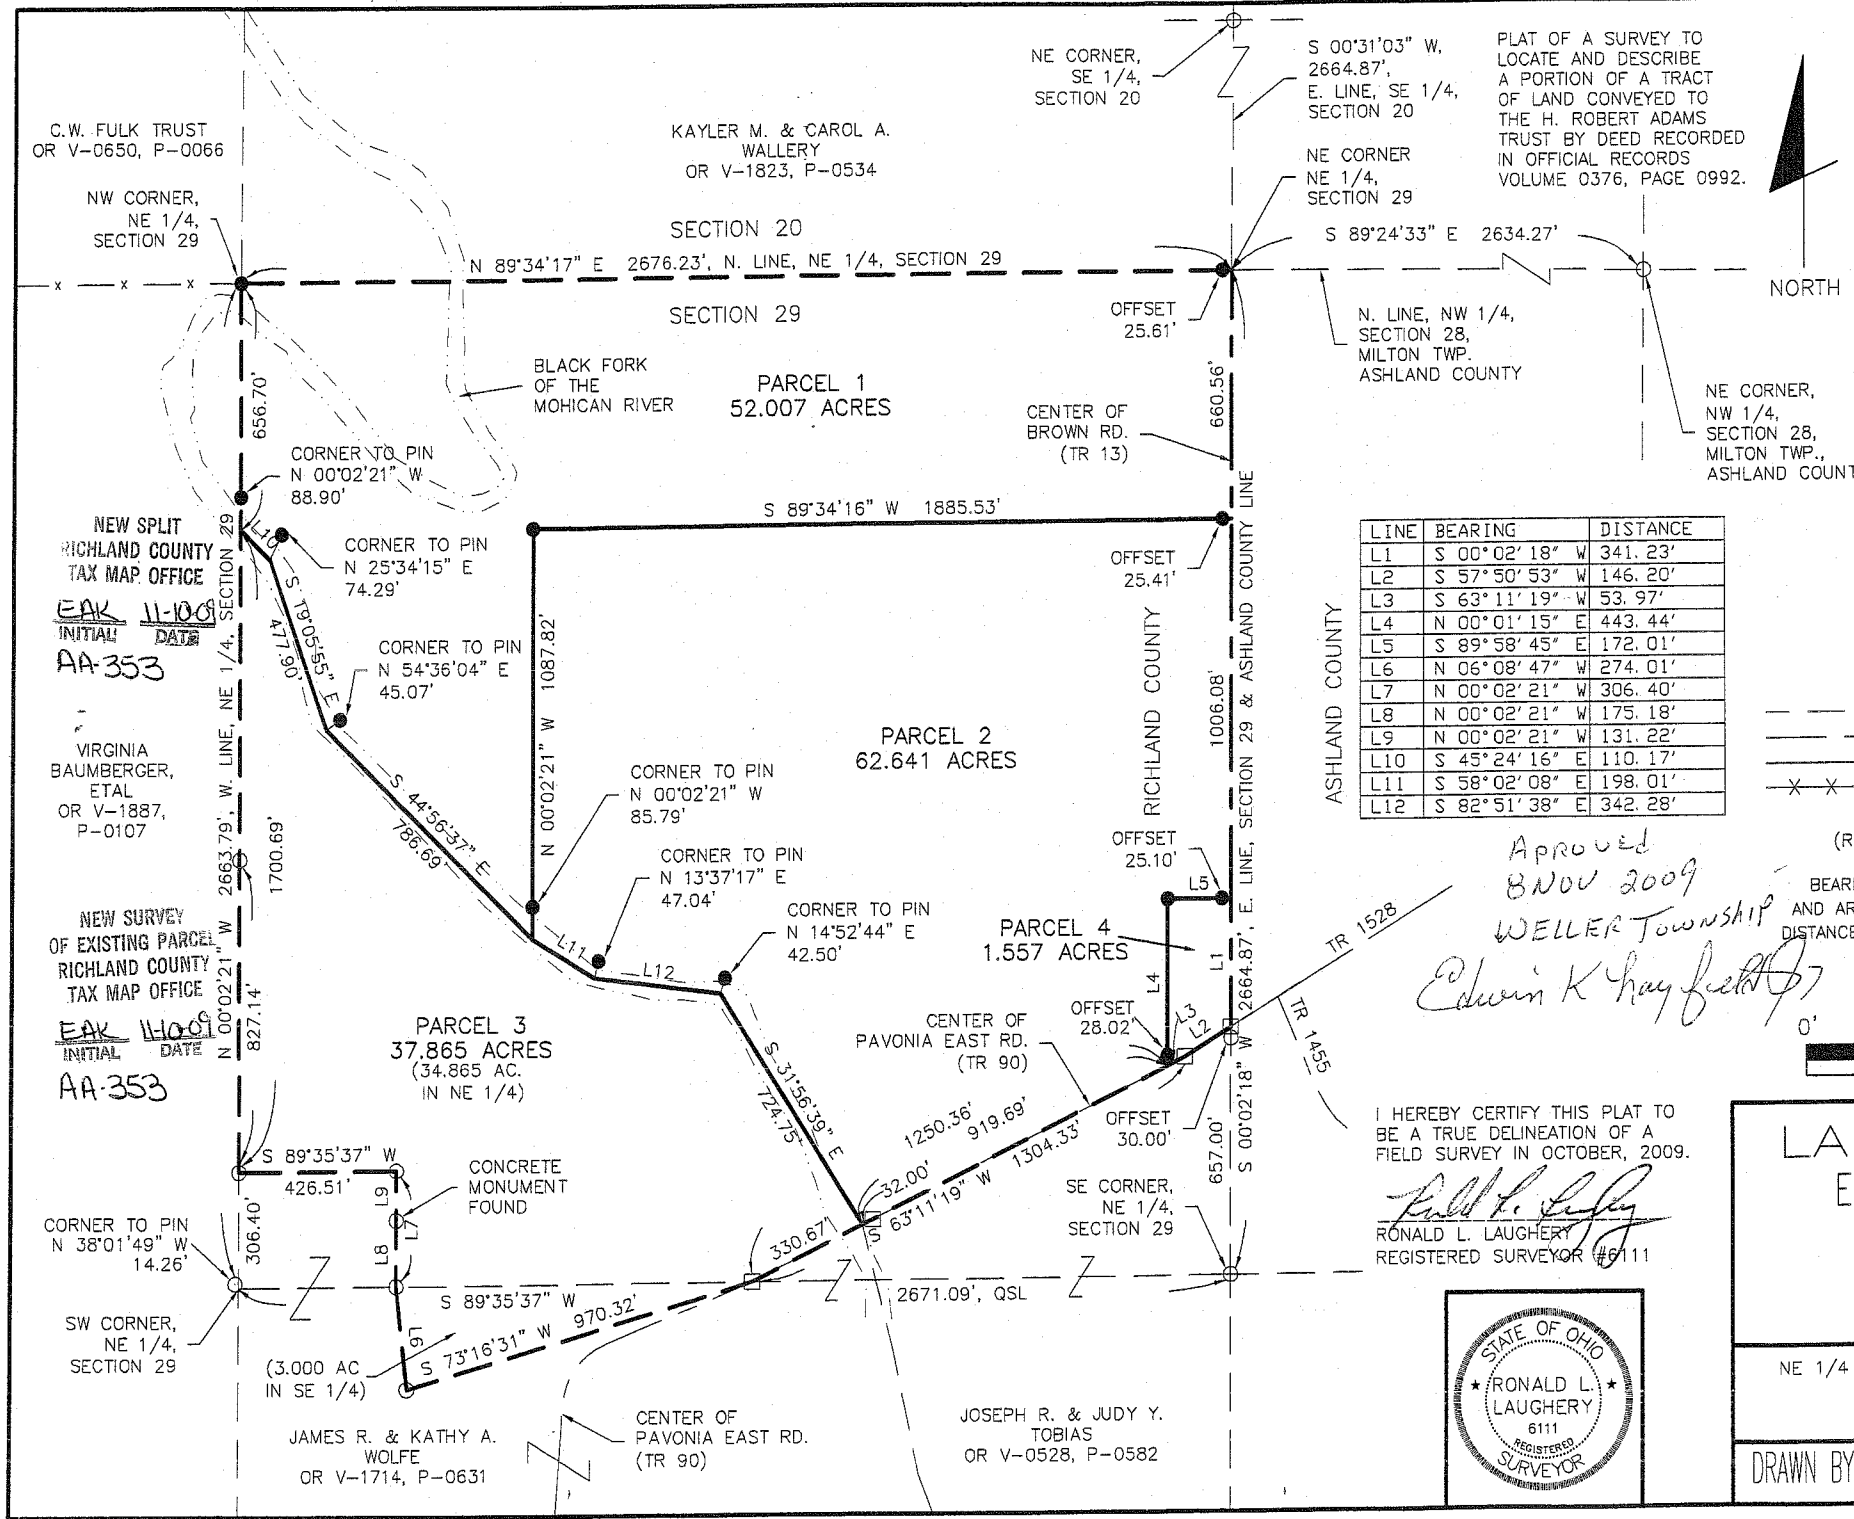 NE CORNER,
SE 1/4,
SECTION 20
S 00°31'03" W,
2664.87',
E. LINE, SE 1/4,
SECTION 20
PLAT OF A SURVEY TO
LOCATE AND DESCRIBE
A PORTION OF A TRACT
OF LAND CONVEYED TO
THE H. ROBERT ADAMS
TRUST BY DEED RECORDED
IN OFFICIAL RECORDS
VOLUME 0376, PAGE 0992.
NORTH
C.W. FULK TRUST
OR V-0650, P-0066
KAYLER M. & CAROL A.
WALLERY
OR V-1823, P-0534
NW CORNER,
NE 1/4,
SECTION 29
NE CORNER
NE 1/4,
SECTION 29
SECTION 20
N 89°34'17" E 2676.23', N. LINE, NE 1/4, SECTION 29
SECTION 29
S 89°24'33" E 2634.27'
OFFSET
25.61'
N. LINE, NW 1/4,
SECTION 28,
MILTON TWP.
ASHLAND COUNTY
NE CORNER,
NW 1/4,
SECTION 28,
MILTON TWP.,
ASHLAND COUNT
BLACK FORK
OF THE
MOHICAN RIVER
PARCEL 1
52.007 ACRES
656.70'
660.56'
CENTER OF
BROWN RD.
(TR 13)
CORNER TO PIN
N 00°02'21" W
88.90'
S 89°34'16" W 1885.53'
OFFSET
25.41'
NEW SPLIT
RICHLAND COUNTY
TAX MAP OFFICE
EAK 11-10-09
INITIAL DATE
AA-353
L10
CORNER TO PIN
N 25°34'15" E
74.29'
S 19°05'55" E
477.90'
CORNER TO PIN
N 54°36'04" E
45.07'
N 00°02'21" W 1087.82'
RICHLAND COUNTY
1006.08'
ASHLAND COUNTY
LINE BEARING DISTANCE
L1 S 00°02'18" W 341.23'
L2 S 57°50'53" W 146.20'
L3 S 63°11'19" W 53.97'
L4 N 00°01'15" E 443.44'
L5 S 89°58'45" E 172.01'
L6 N 06°08'47" W 274.01'
L7 N 00°02'21" W 306.40'
L8 N 00°02'21" W 175.18'
L9 N 00°02'21" W 131.22'
L10 S 45°24'16" E 110.17'
L11 S 58°02'08" E 198.01'
L12 S 82°51'38" E 342.28'
VIRGINIA
BAUMBERGER,
ETAL
OR V-1887,
P-0107
N 00°02'21" W 2663.79', W. LINE, NE 1/4, SECTION 29
1700.69'
S 44°56'37" E
786.69'
PARCEL 2
62.641 ACRES
CORNER TO PIN
N 00°02'21" W
85.79'
CORNER TO PIN
N 13°37'17" E
47.04'
CORNER TO PIN
N 14°52'44" E
42.50'
L11
L12
OFFSET
25.10'
L5
PARCEL 4
1.557 ACRES
L4
L1
L3
L2
S 00°02'18" W 2664.87', E. LINE, SECTION 29 & ASHLAND COUNTY LINE
TR 1528
TR 1455
APROVED
8 NOV 2009
WELLER TOWNSHIP
(R
BEARI
AND AR
DISTANCE
0'
NEW SURVEY
OF EXISTING PARCEL
RICHLAND COUNTY
TAX MAP OFFICE
EAK 11-10-09
INITIAL DATE
AA-353
827.14'
PARCEL 3
37.865 ACRES
(34.865 AC.
IN NE 1/4)
CENTER OF
PAVONIA EAST RD.
(TR 90)
OFFSET
28.02'
S 31°56'39" E
724.75'
1250.36'
919.69'
1304.33'
OFFSET
30.00'
657.00'
32.00'
S 63°11'19" W
330.67'
I HEREBY CERTIFY THIS PLAT TO
BE A TRUE DELINEATION OF A
FIELD SURVEY IN OCTOBER, 2009.
RONALD L. LAUGHERY
REGISTERED SURVEYOR #6111
LA
E
S 89°35'37" W
426.51'
L9
L7
L8
CONCRETE
MONUMENT
FOUND
306.40'
CORNER TO PIN
N 38°01'49" W
14.26'
SE CORNER,
NE 1/4,
SECTION 29
S 89°35'37" W
2671.09', QSL
SW CORNER,
NE 1/4,
SECTION 29
L6
S 73°16'31" W 970.32'
(3.000 AC
IN SE 1/4)
JAMES R. & KATHY A.
WOLFE
OR V-1714, P-0631
CENTER OF
PAVONIA EAST RD.
(TR 90)
JOSEPH R. & JUDY Y.
TOBIAS
OR V-0528, P-0582
STATE OF OHIO
RONALD L.
LAUGHERY
6111
REGISTERED
SURVEYOR
NE 1/4
DRAWN BY